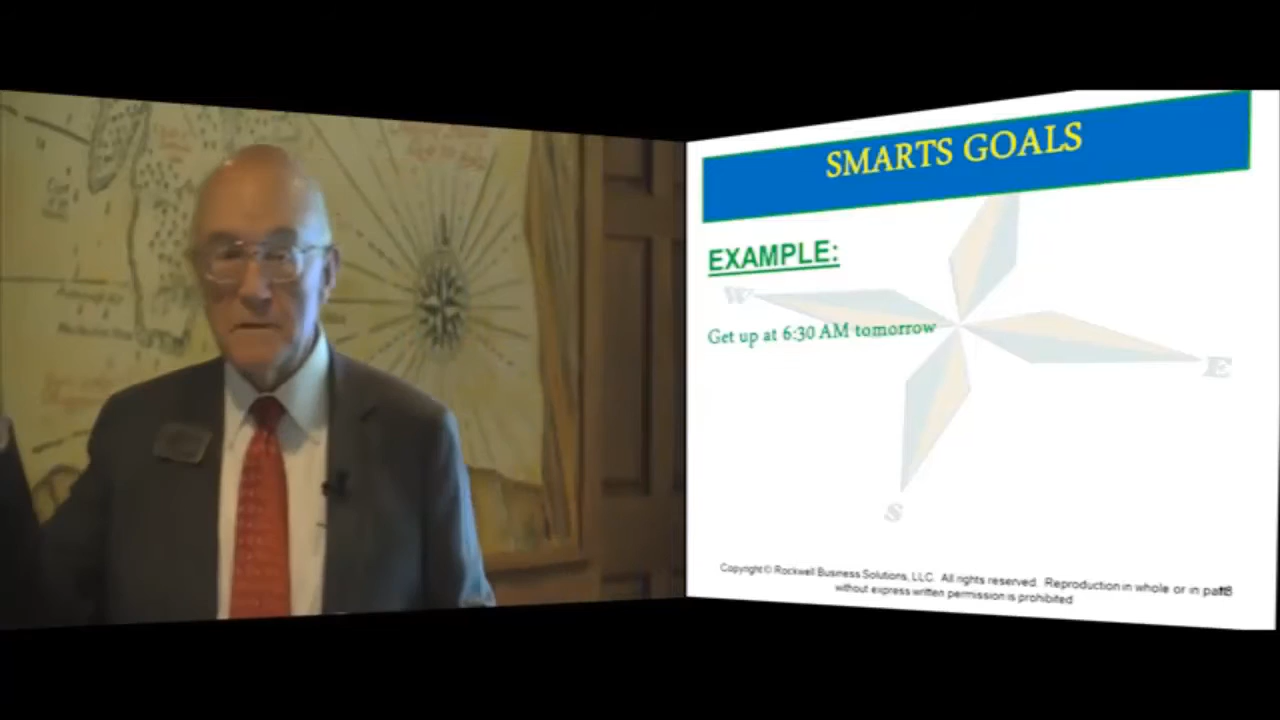 SMARTS GOALS
EXAMPLE:
W
Get up at 6:30 AM tomorrow
E
S
Copyright © Rockwell Business Solutions, LLC. All rights reserved. Reproduction in whole or in part
without express written permission is prohibited